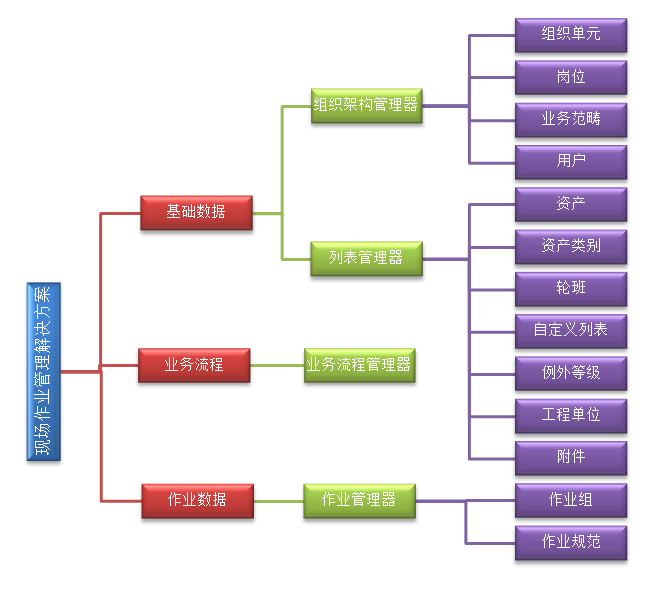 现场作业管理解决方案
基础数据
组织架构管理器
组织单元
岗位
业务范畴
用户
列表管理器
资产
资产类别
轮班
自定义列表
例外等级
工程单位
附件
业务流程
业务流程管理器
作业数据
作业管理器
作业组
作业规范